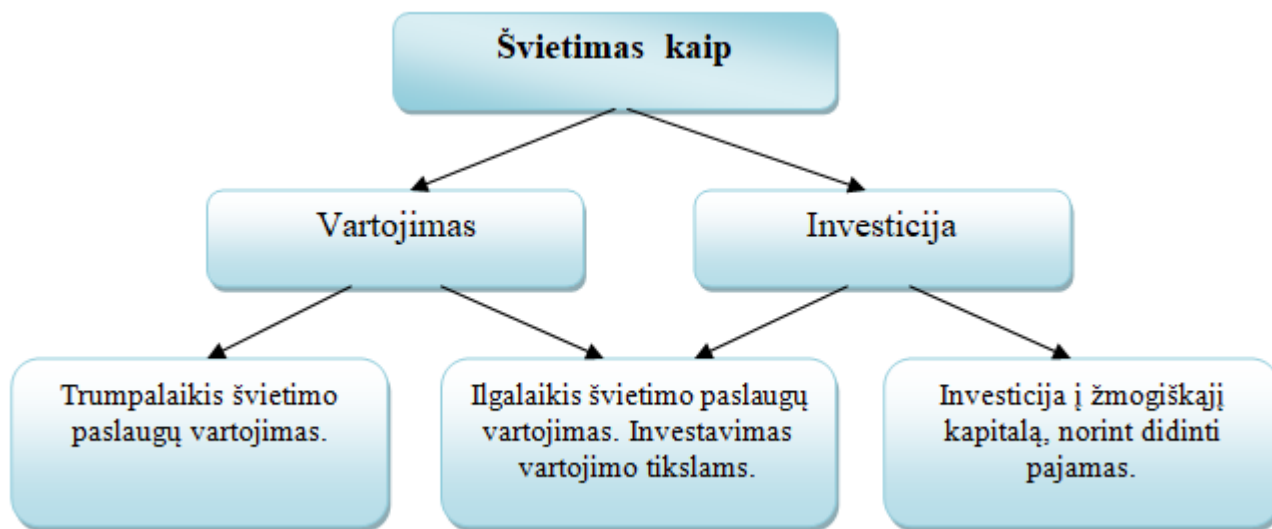 Švietimas kaip
Vartojimas
Investicija
Trumpalaikis švietimo
paslaugų vartojimas.
Ilgalaikis švietimo paslaugų
vartojimas. Investavimas
vartojimo tikslams.
Investicija į žmogiškąjį
kapitalą, norint didinti
pajamas.